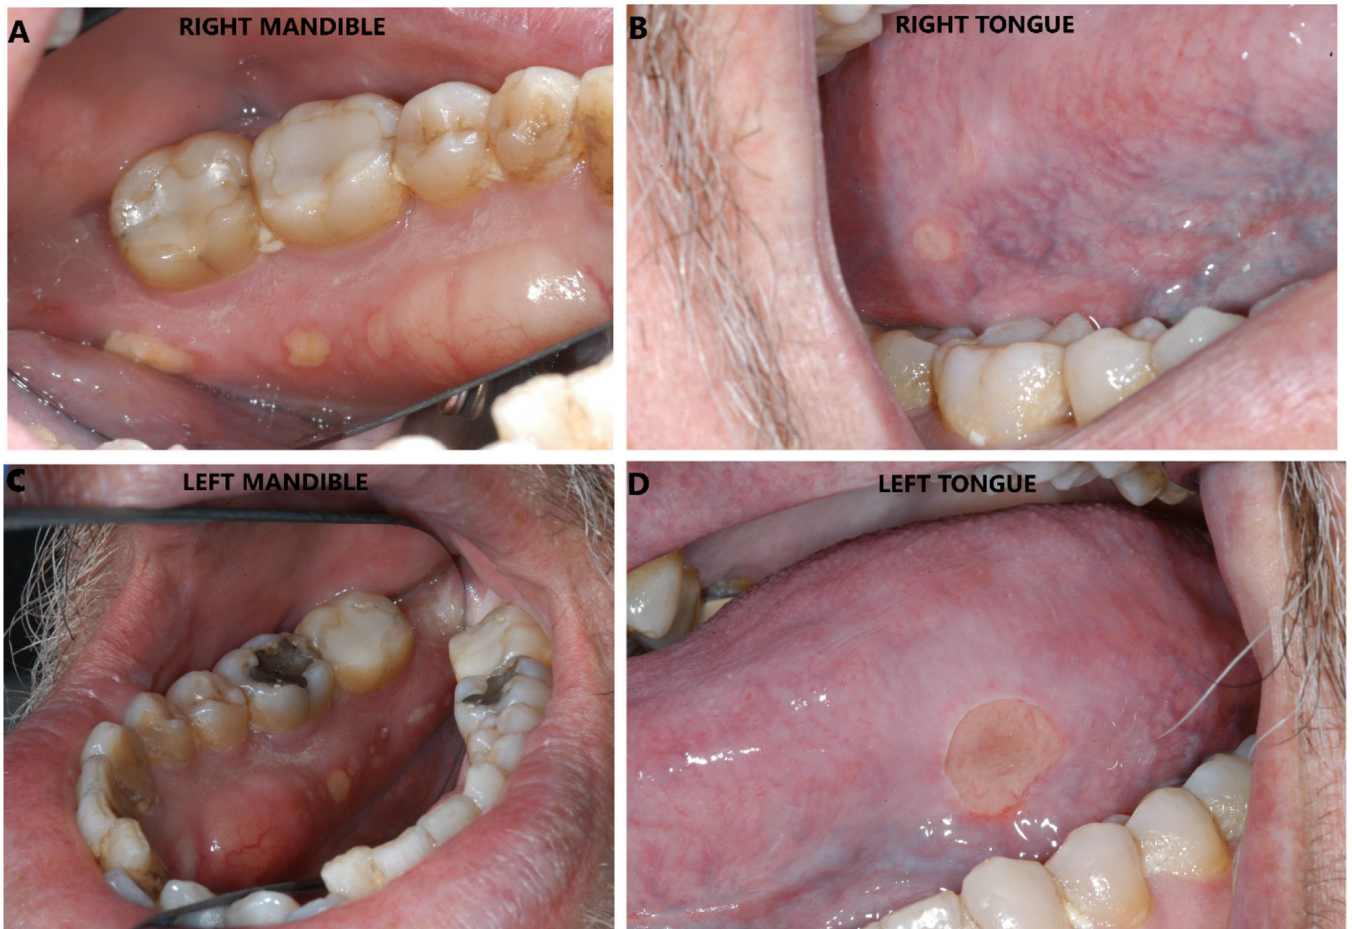 A
RIGHT MANDIBLE
B
RIGHT TONGUE
C
LEFT MANDIBLE
D
LEFT TONGUE